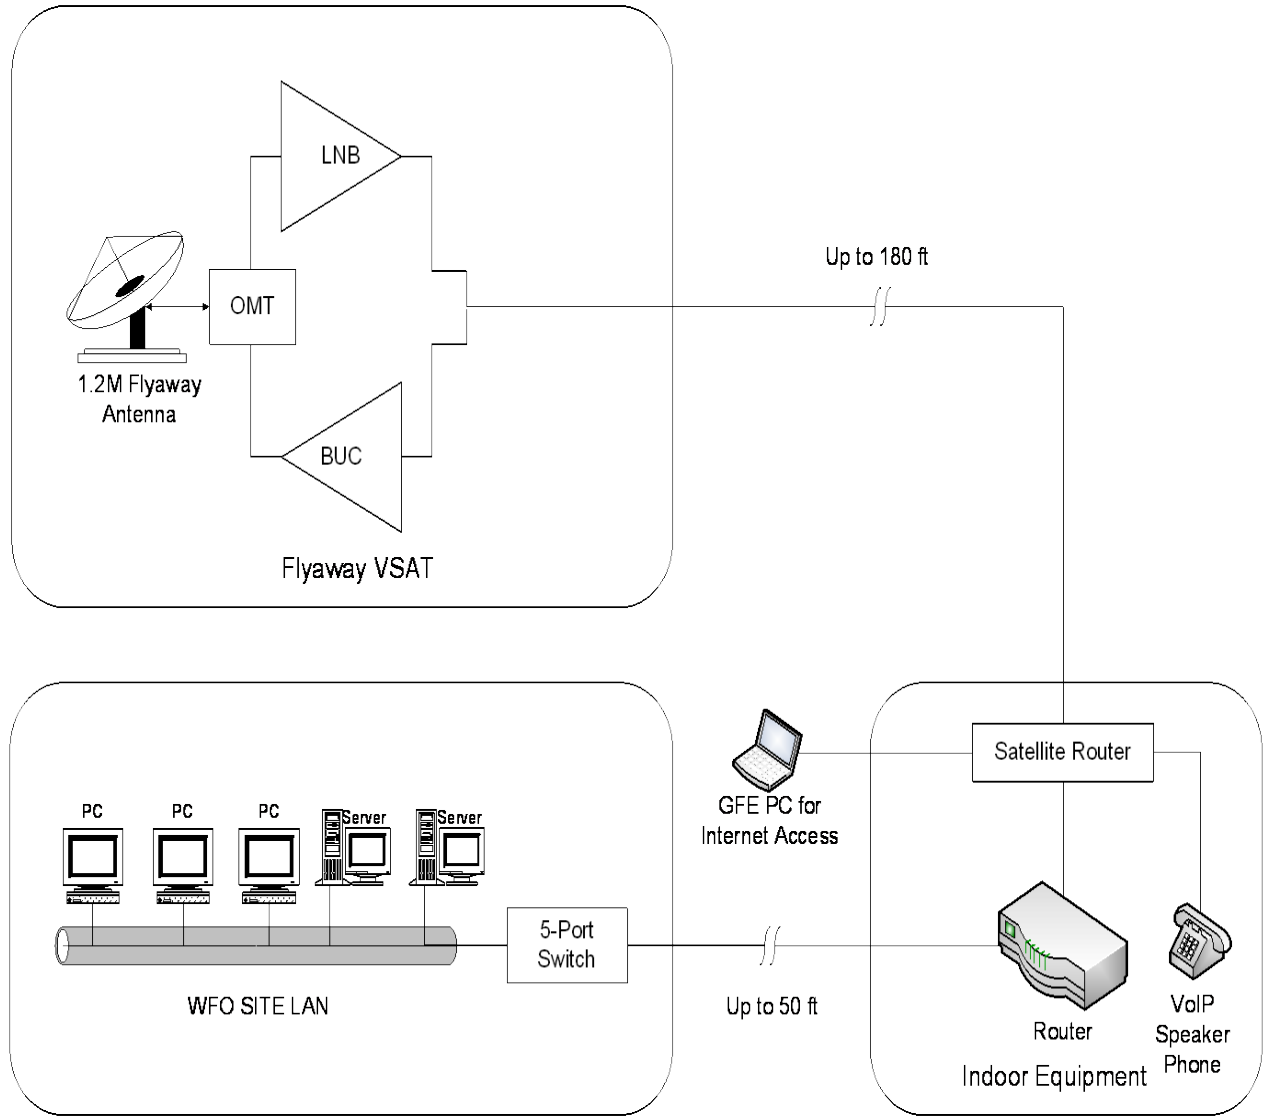 LNB
Up to 180 ft
OMT
1.2M Flyaway
Antenna
BUC
Flyaway VSAT
Satellite Router
GFE PC for
Internet Access
PC
PC
PC
Server
Server
5-Port
Switch
WFO SITE LAN
Up to 50 ft
Router
VoIP
Speaker
Phone
Indoor Equipment